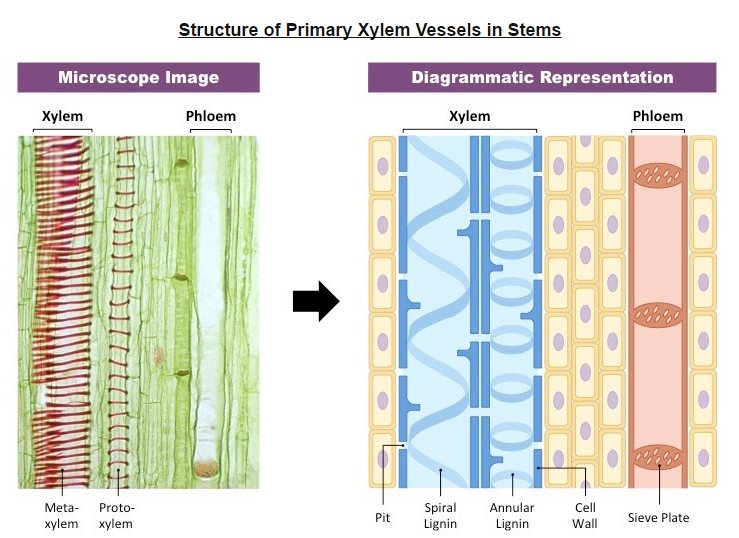 Structure of Primary Xylem Vessels in Stems
Microscope Image
Diagrammatic Representation
Xylem
Phloem
Xylem
Phloem
Meta-
xylem
Proto-
xylem
Pit
Spiral
Lignin
Annular
Lignin
Cell
Wall
Sieve Plate